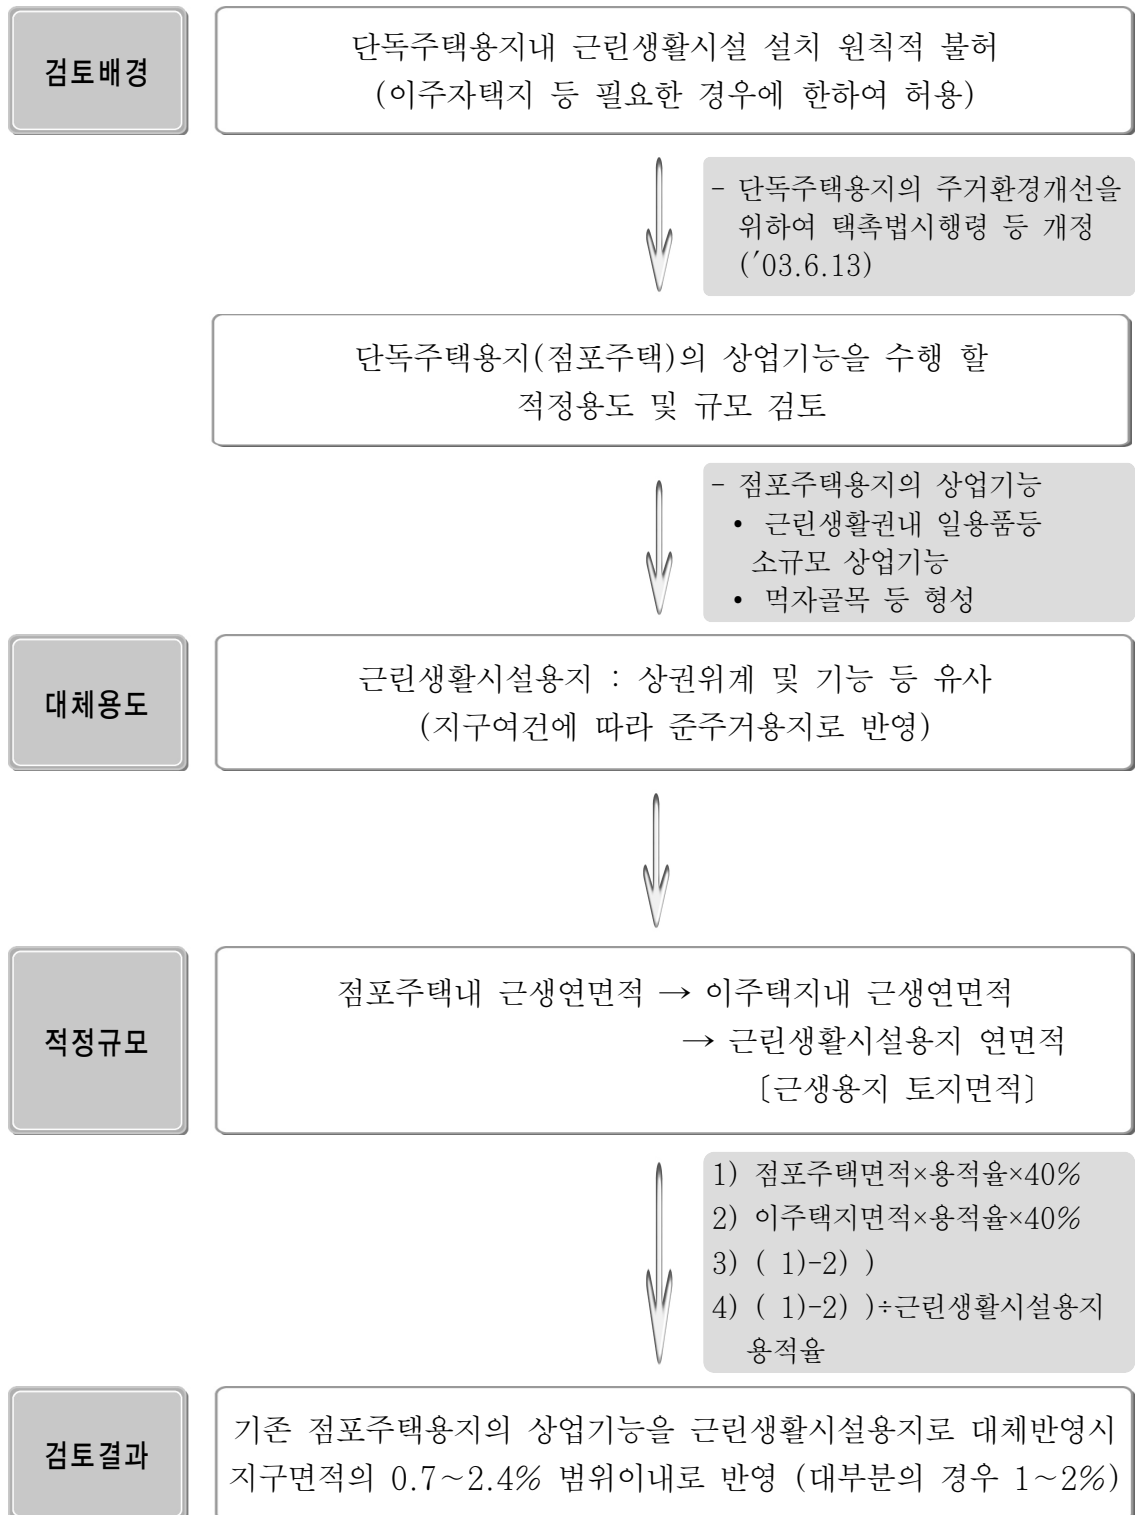 검토배경
단독주택용지내 근린생활시설 설치 원칙적 불허
(이주자택지 등 필요한 경우에 한하여 허용)
- 단독주택용지의 주거환경개선을
위하여 택촉법시행령 등 개정
(′03.6.13)
단독주택용지(점포주택)의 상업기능을 수행 할
적정용도 및 규모 검토
- 점포주택용지의 상업기능
• 근린생활권내 일용품등
소규모 상업기능
• 먹자골목 등 형성
대체용도
근린생활시설용지 : 상권위계 및 기능 등 유사
(지구여건에 따라 준주거용지로 반영)
적정규모
점포주택내 근생연면적 → 이주택지내 근생연면적
→ 근린생활시설용지 연면적
〔근생용지 토지면적〕
1) 점포주택면적×용적율×40%
2) 이주택지면적×용적율×40%
3) ( 1)-2) )
4) ( 1)-2) )÷근린생활시설용지
용적율
검토결과
기존 점포주택용지의 상업기능을 근린생활시설용지로 대체반영시
지구면적의 0.7~2.4% 범위이내로 반영 (대부분의 경우 1~2%)